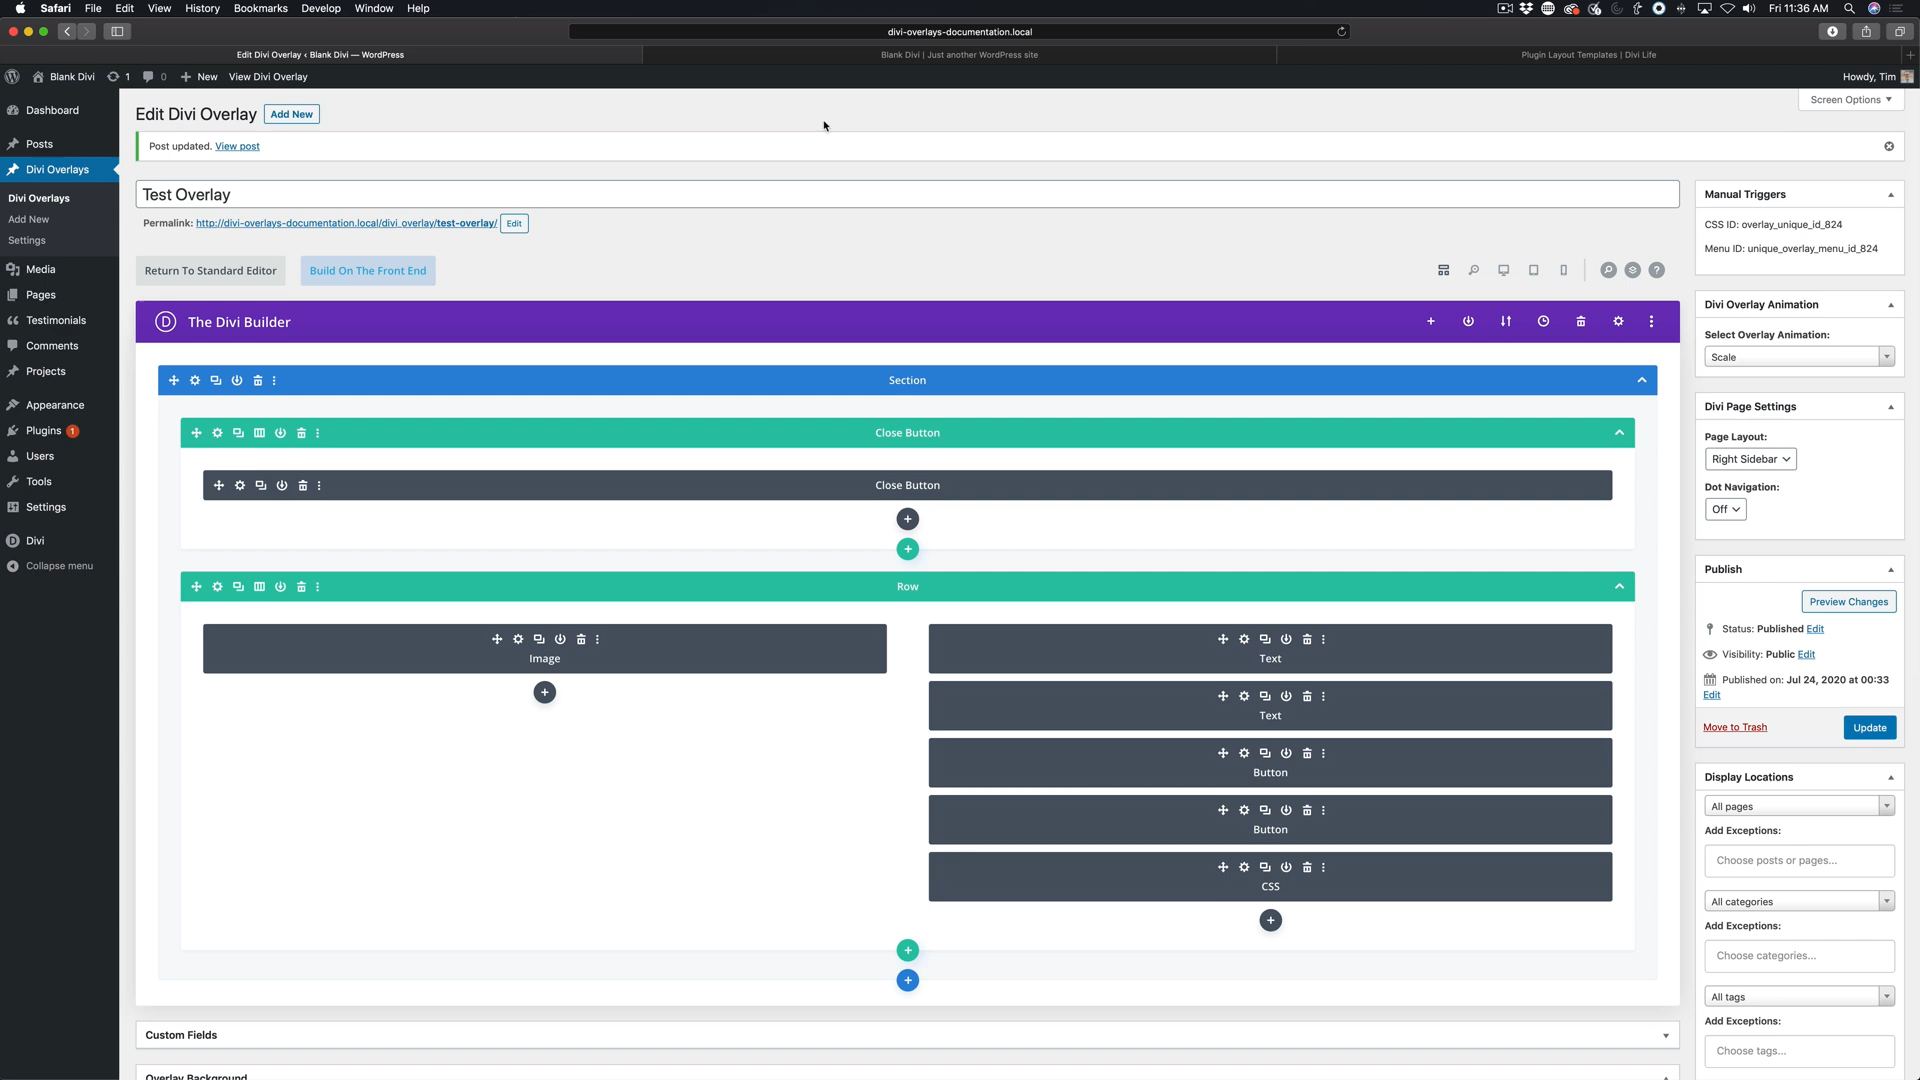 Safari File Edit View History Bookmarks Develop Window Help
Fri 11:36 AM
divi-overlays-documentation.local
Edit Divi Overlay ‹ Blank Divi — WordPress
Blank Divi | Just another WordPress site
Plugin Layout Templates | Divi Life
Blank Divi 1 0 New View Divi Overlay
Howdy, Tim
Screen Options
Dashboard
Posts
Divi Overlays
Divi Overlays
Add New
Settings
Media
Pages
Testimonials
Comments
Projects
Appearance
Plugins 1
Users
Tools
Settings
Divi
Collapse menu
Edit Divi Overlay Add New
Post updated. View post
Test Overlay
Permalink: http://divi-overlays-documentation.local/divi_overlay/test-overlay/ Edit
Return To Standard Editor
Build On The Front End
The Divi Builder
Section
Close Button
Close Button
Row
Image
Text
Text
Button
Button
CSS
Custom Fields
Overlay Background
Manual Triggers
CSS ID: overlay_unique_id_824
Menu ID: unique_overlay_menu_id_824
Divi Overlay Animation
Select Overlay Animation:
Scale
Divi Page Settings
Page Layout:
Right Sidebar
Dot Navigation:
Off
Publish
Preview Changes
Status: Published Edit
Visibility: Public Edit
Published on: Jul 24, 2020 at 00:33
Edit
Move to Trash
Update
Display Locations
All pages
Add Exceptions:
Choose posts or pages...
All categories
Add Exceptions:
Choose categories...
All tags
Add Exceptions:
Choose tags...